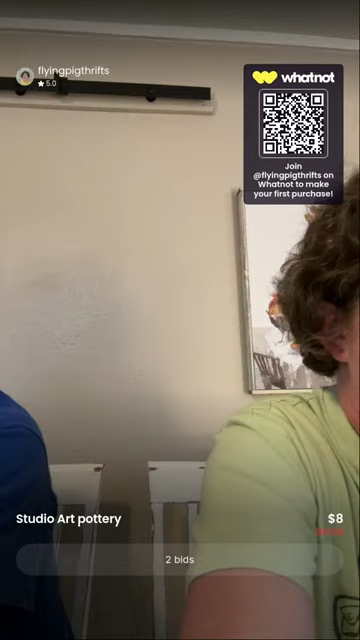 flyingpigthrifts
★ 5.0
whatnot
Join
@flyingpigthrifts on
Whatnot to make
your first purchase!
Studio Art pottery
$8
2 bids